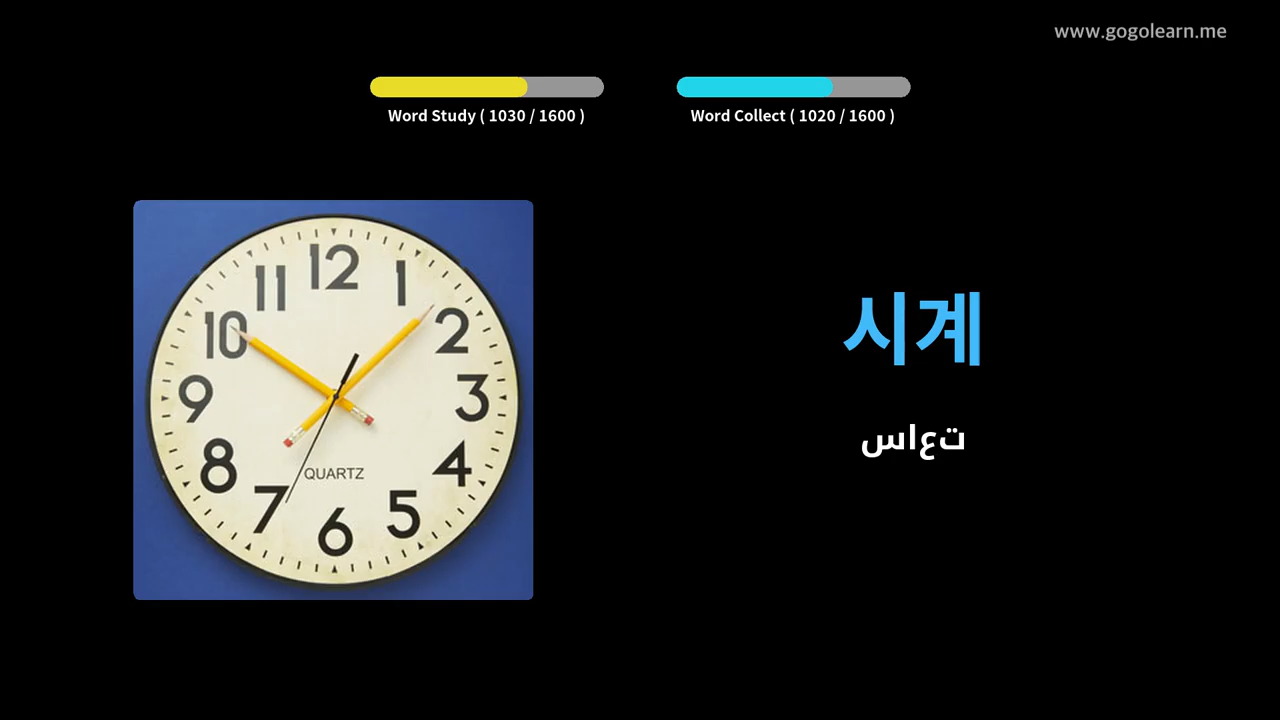 www.gogolearn.me
Word Study ( 1030 / 1600 )
Word Collect ( 1020 / 1600 )
12
1
2
3
4
5
6
7
8
9
10
11
QUARTZ
시계
تعاس